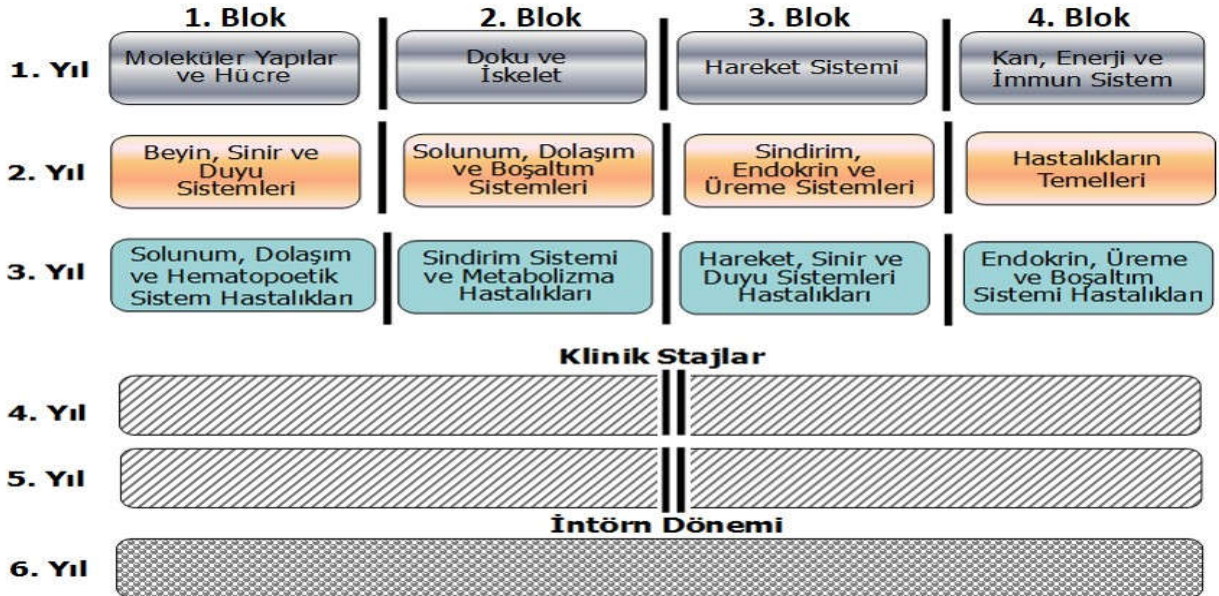 1. Blok 2. Blok 3. Blok 4. Blok
1. Yıl
Moleküler Yapılar
ve Hücre
Doku ve
İskelet
Hareket Sistemi
Kan, Enerji ve
İmmun Sistem
2. Yıl
Beyin, Sinir ve
Duyu
Sistemleri
Solunum, Dolaşım
ve Boşaltım
Sistemleri
Sindirim,
Endokrin ve
Üreme Sistemleri
Hastalıkların
Temelleri
3. Yıl
Solunum, Dolaşım
ve Hematopoetik
Sistem Hastalıkları
Sindirim Sistemi
ve Metabolizma
Hastalıkları
Hareket, Sinir ve
Duyu Sistemleri
Hastalıkları
Endokrin, Üreme
ve Boşaltım
Sistemi Hastalıkları
Klinik Stajlar
4. Yıl
5. Yıl
İntörn Dönemi
6. Yıl